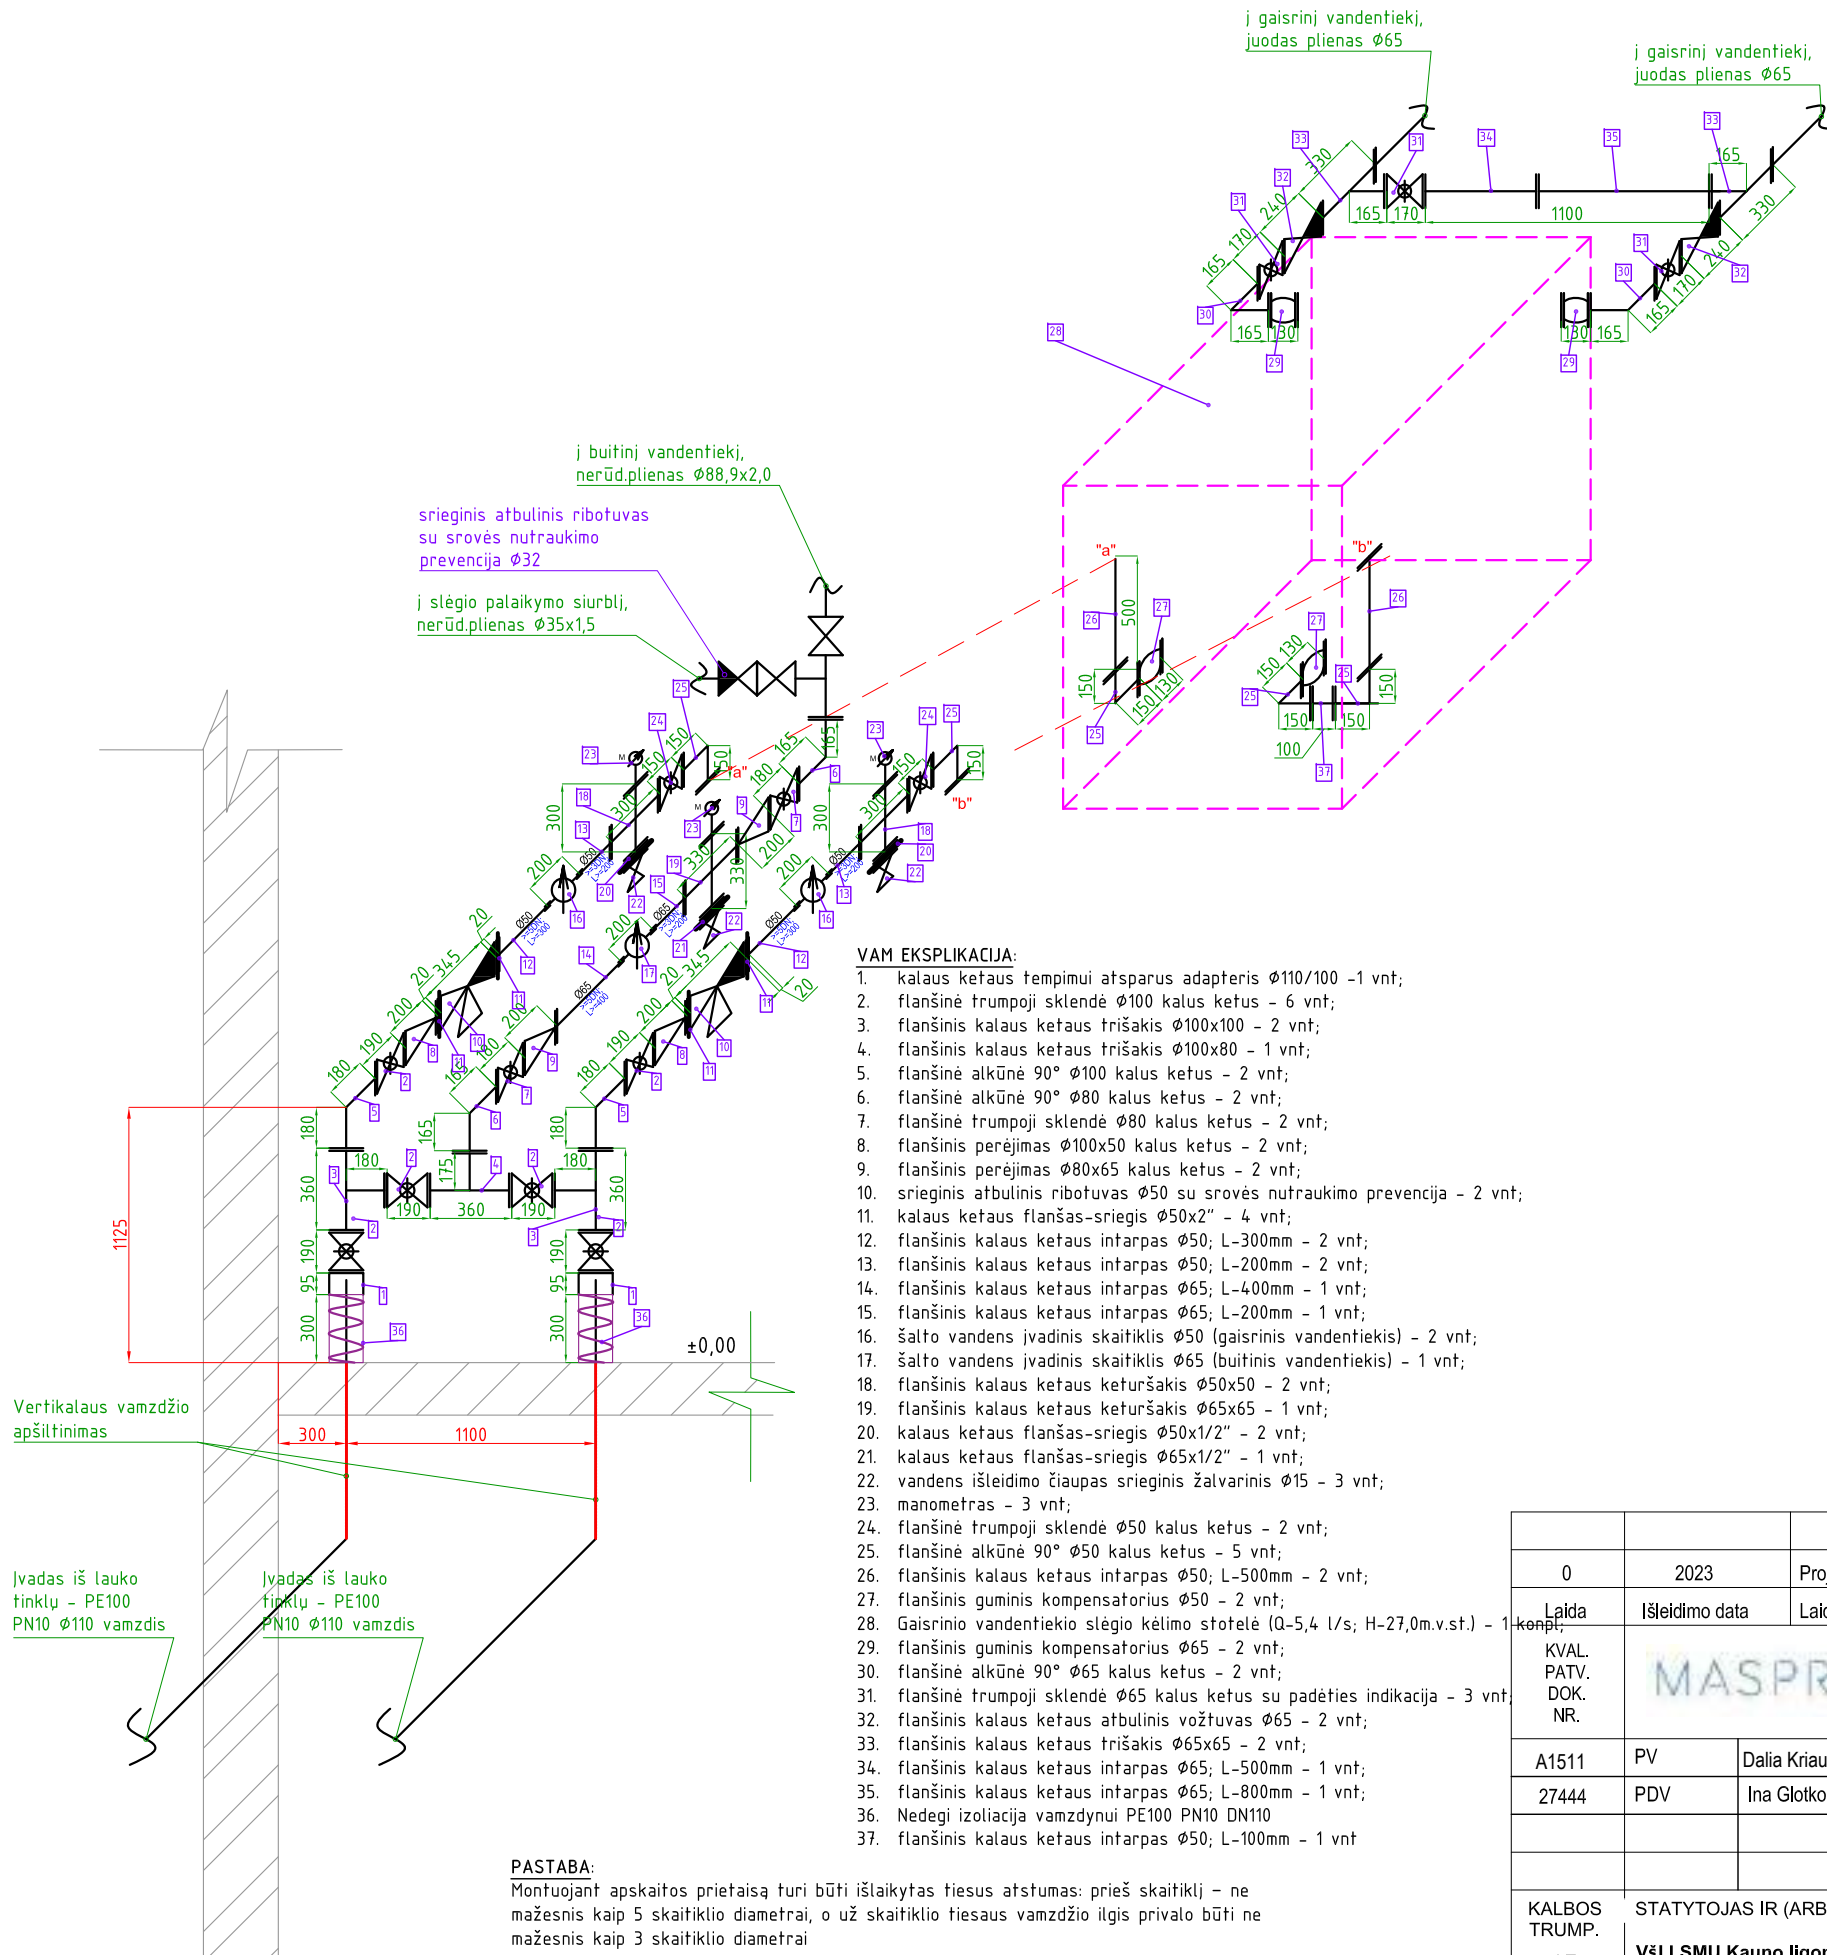 į gaisrinį vandentiekį,
juodas plienas Ø65
į gaisrinį vandentiekį,
juodas plienas Ø65
į buitinį vandentiekį,
nerūd.plienas Ø88,9x2,0
srieginis atbulinis ribotuvas
su srovės nutraukimo
prevencija Ø32
į slėgio palaikymo siurblį,
nerūd.plienas Ø35x1,5
"a"
"b"
"a"
"b"
±0,00
1125
300
1100
Vertikalaus vamzdžio
apšiltinimas
Įvadas iš lauko
tinklų - PE100
PN10 Ø110 vamzdis
Įvadas iš lauko
tinklų - PE100
PN10 Ø110 vamzdis
VAM EKSPLIKACIJA:
1. kalaus ketaus tempimui atsparus adapteris Ø110/100 -1 vnt;
2. flanšinė trumpoji sklendė Ø100 kalus ketus - 6 vnt;
3. flanšinis kalaus ketaus trišakis Ø100x100 - 2 vnt;
4. flanšinis kalaus ketaus trišakis Ø100x80 - 1 vnt;
5. flanšinė alkūnė 90° Ø100 kalus ketus - 2 vnt;
6. flanšinė alkūnė 90° Ø80 kalus ketus - 2 vnt;
7. flanšinė trumpoji sklendė Ø80 kalus ketus - 2 vnt;
8. flanšinis perėjimas Ø100x50 kalus ketus - 2 vnt;
9. flanšinis perėjimas Ø80x65 kalus ketus - 2 vnt;
10. srieginis atbulinis ribotuvas Ø50 su srovės nutraukimo prevencija - 2 vnt;
11. kalaus ketaus flanšas-sriegis Ø50x2" - 4 vnt;
12. flanšinis kalaus ketaus intarpas Ø50; L-300mm - 2 vnt;
13. flanšinis kalaus ketaus intarpas Ø50; L-200mm - 2 vnt;
14. flanšinis kalaus ketaus intarpas Ø65; L-400mm - 1 vnt;
15. flanšinis kalaus ketaus intarpas Ø65; L-200mm - 1 vnt;
16. šalto vandens įvadinis skaitiklis Ø50 (gaisrinis vandentiekis) - 2 vnt;
17. šalto vandens įvadinis skaitiklis Ø65 (buitinis vandentiekis) - 1 vnt;
18. flanšinis kalaus ketaus keturšakis Ø50x50 - 2 vnt;
19. flanšinis kalaus ketaus keturšakis Ø65x65 - 1 vnt;
20. kalaus ketaus flanšas-sriegis Ø50x1/2" - 2 vnt;
21. kalaus ketaus flanšas-sriegis Ø65x1/2" - 1 vnt;
22. vandens išleidimo čiaupas srieginis žalvarinis Ø15 - 3 vnt;
23. manometras - 3 vnt;
24. flanšinė trumpoji sklendė Ø50 kalus ketus - 2 vnt;
25. flanšinė alkūnė 90° Ø50 kalus ketus - 5 vnt;
26. flanšinis kalaus ketaus intarpas Ø50; L-500mm - 2 vnt;
27. flanšinis guminis kompensatorius Ø50 - 2 vnt;
28. Gaisrinio vandentiekio slėgio kėlimo stotelė (Q-5,4 l/s; H-27,0m.v.st.) - 1 konpl;
29. flanšinis guminis kompensatorius Ø65 - 2 vnt;
30. flanšinė alkūnė 90° Ø65 kalus ketus - 2 vnt;
31. flanšinė trumpoji sklendė Ø65 kalus ketus su padėties indikacija - 3 vnt;
32. flanšinis kalaus ketaus atbulinis vožtuvas Ø65 - 2 vnt;
33. flanšinis kalaus ketaus trišakis Ø65x65 - 2 vnt;
34. flanšinis kalaus ketaus intarpas Ø65; L-500mm - 1 vnt;
35. flanšinis kalaus ketaus intarpas Ø65; L-800mm - 1 vnt;
36. Nedegi izoliacija vamzdynui PE100 PN10 DN110
37. flanšinis kalaus ketaus intarpas Ø50; L-100mm - 1 vnt
PASTABA:
Montuojant apskaitos prietaisą turi būti išlaikytas tiesus atstumas: prieš skaitiklį – ne
mažesnis kaip 5 skaitiklio diametrai, o už skaitiklio tiesaus vamzdžio ilgis privalo būti ne
mažesnis kaip 3 skaitiklio diametrai
0 2023 Proj
Laida Išleidimo data Laid
KVAL.
PATV.
DOK.
NR.
MASPR
A1511 PV Dalia Kriau
27444 PDV Ina Glotko
KALBOS
TRUMP.
STATYTOJAS IR (ARB
VšĮ LSMU Kauno ligon